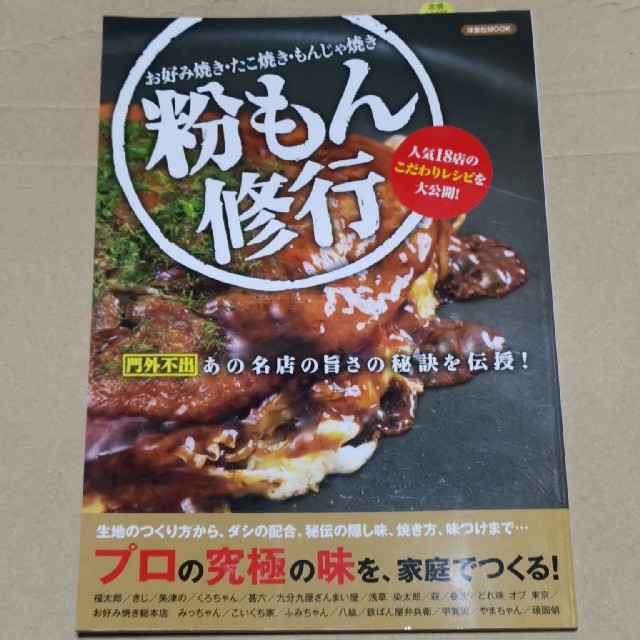 洋泉社MOOK
お好み焼き・たこ焼き・もんじゃ焼き
粉もん
修行
人気18店の
こだわりレシピを
大公開!
門外不出 あの名店の旨さの秘訣を伝授!
生地のつくり方から、ダシの配合、秘伝の隠し味、焼き方、味つけまで…
プロの究極の味を、家庭でつくる!
福太郎/きじ/美津の/くろちゃん/甚六/九分九厘ざんまい屋/浅草 染太郎/萩/どれ味 オブ 東京/
お好み焼き総本店 みっちゃん/こいくち家/ふみちゃん/八紘/鉄ぱん屋弁兵衛/甲賀流/やまちゃん/頑固蛸